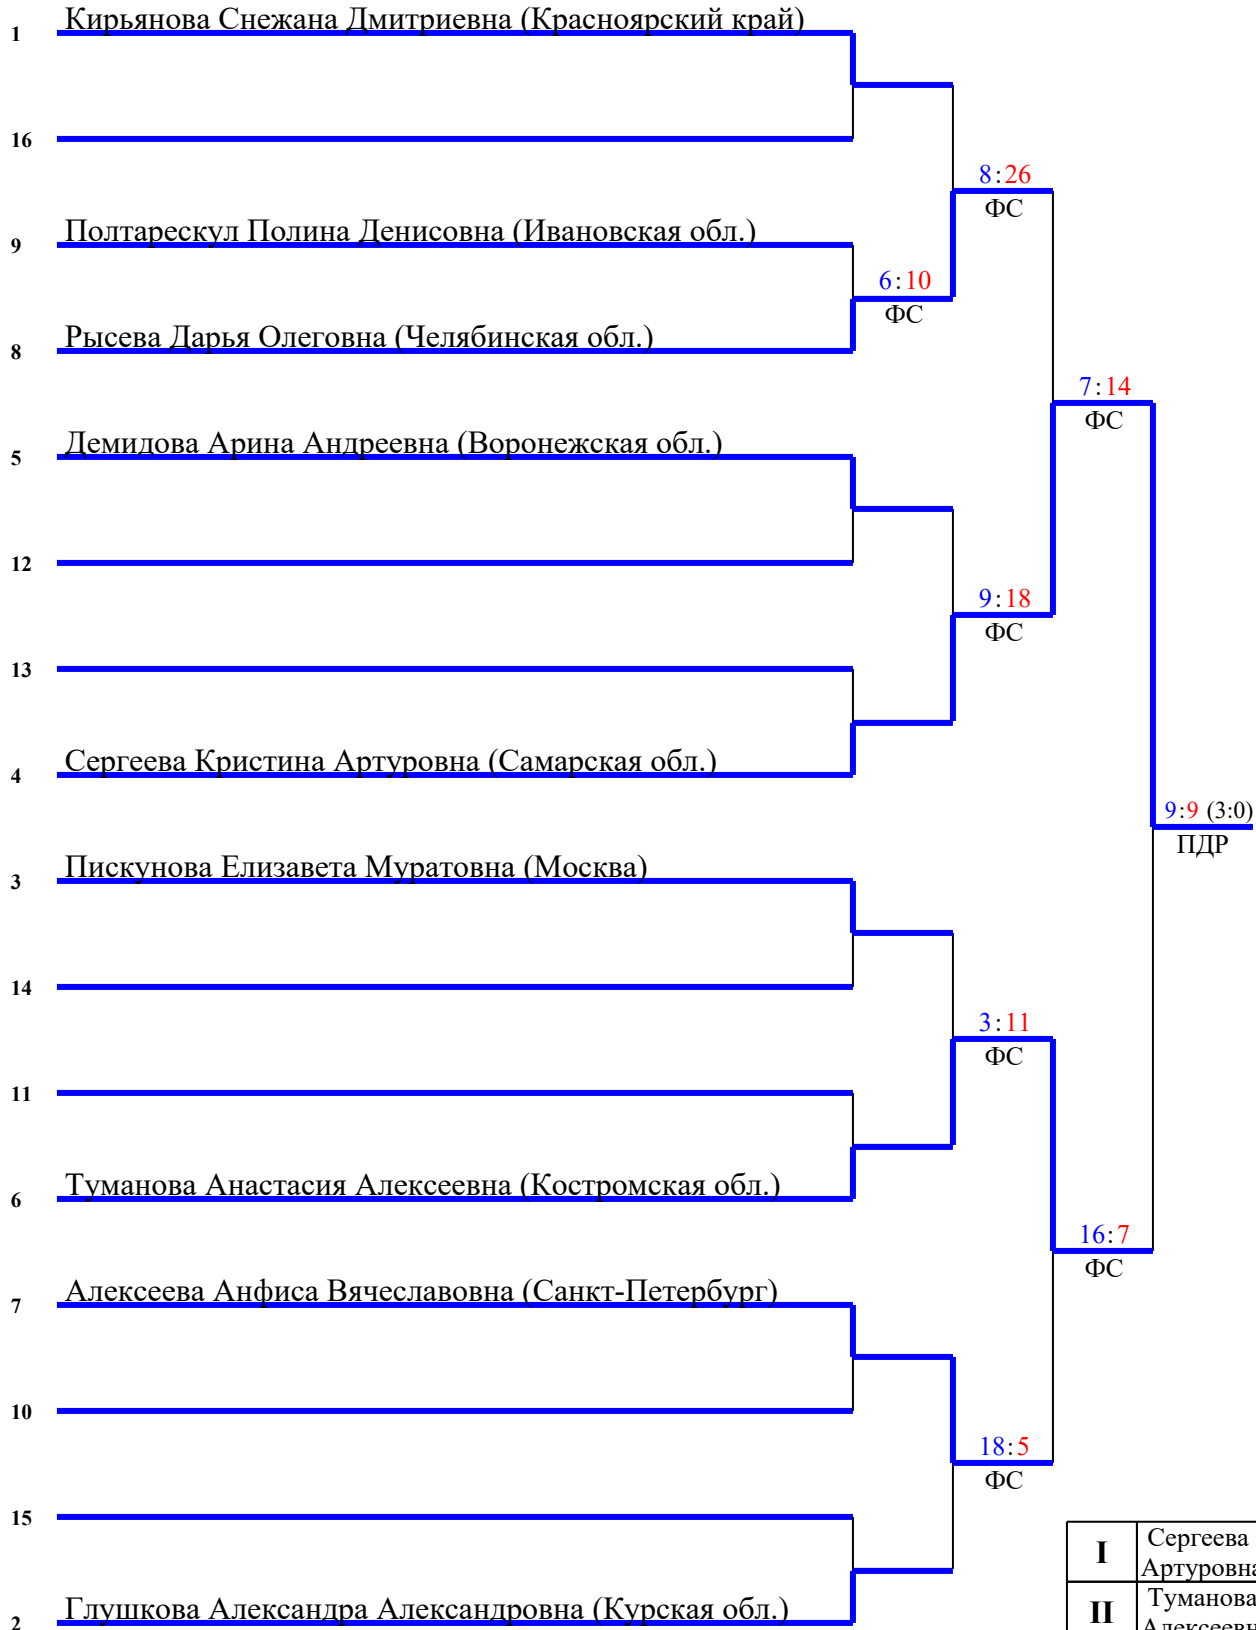 1 Кирьянова Снежана Дмитриевна (Красноярский край)
16
8:26
ФС
9 Полтарескул Полина Денисовна (Ивановская обл.)
6:10
ФС
8 Рысева Дарья Олеговна (Челябинская обл.)
7:14
ФС
5 Демидова Арина Андреевна (Воронежская обл.)
12
9:18
ФС
13
4 Сергеева Кристина Артуровна (Самарская обл.)
9:9 (3:0)
ПДР
3 Пискунова Елизавета Муратовна (Москва)
14
3:11
ФС
11
6 Туманова Анастасия Алексеевна (Костромская обл.)
16:7
ФС
7 Алексеева Анфиса Вячеславовна (Санкт-Петербург)
10
18:5
ФС
15
I Сергеева
Артуровна
2 Глушкова Александра Александровна (Курская обл.)
II Туманова